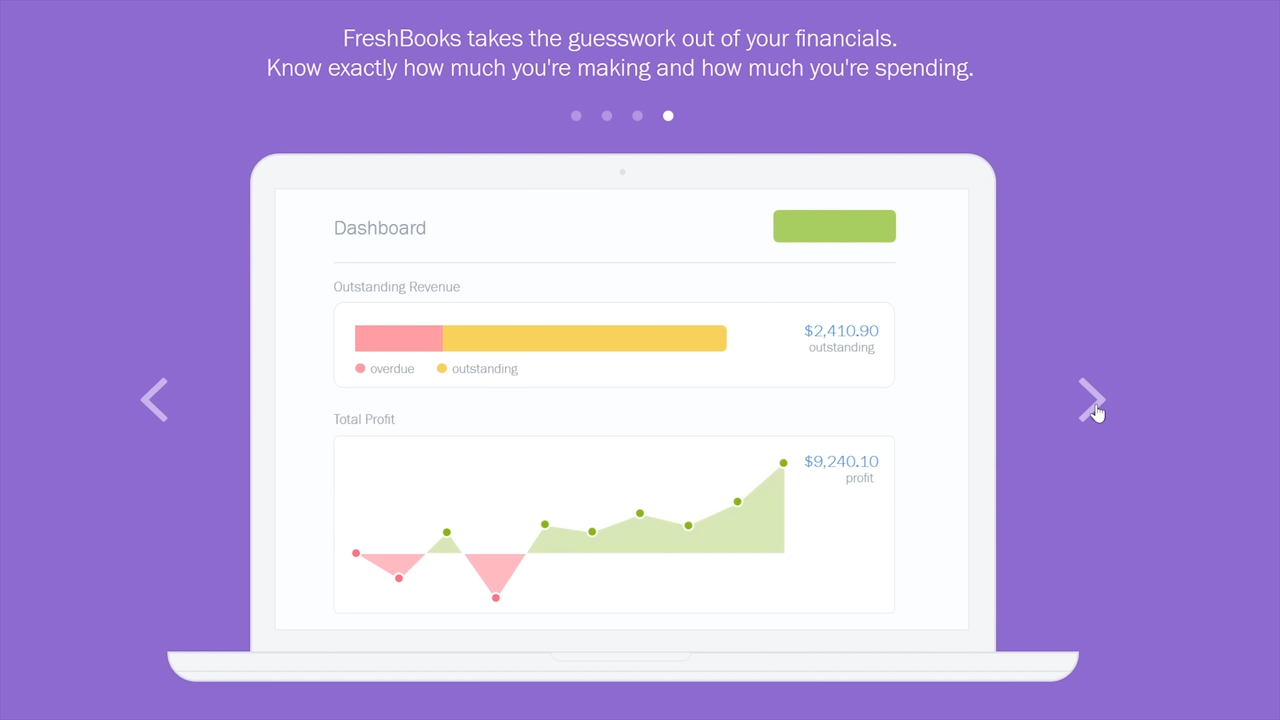 FreshBooks takes the guesswork out of your financials.
Know exactly how much you're making and how much you're spending.
Dashboard
Outstanding Revenue
$2,410.90
outstanding
overdue
outstanding
Total Profit
$9,240.10
profit